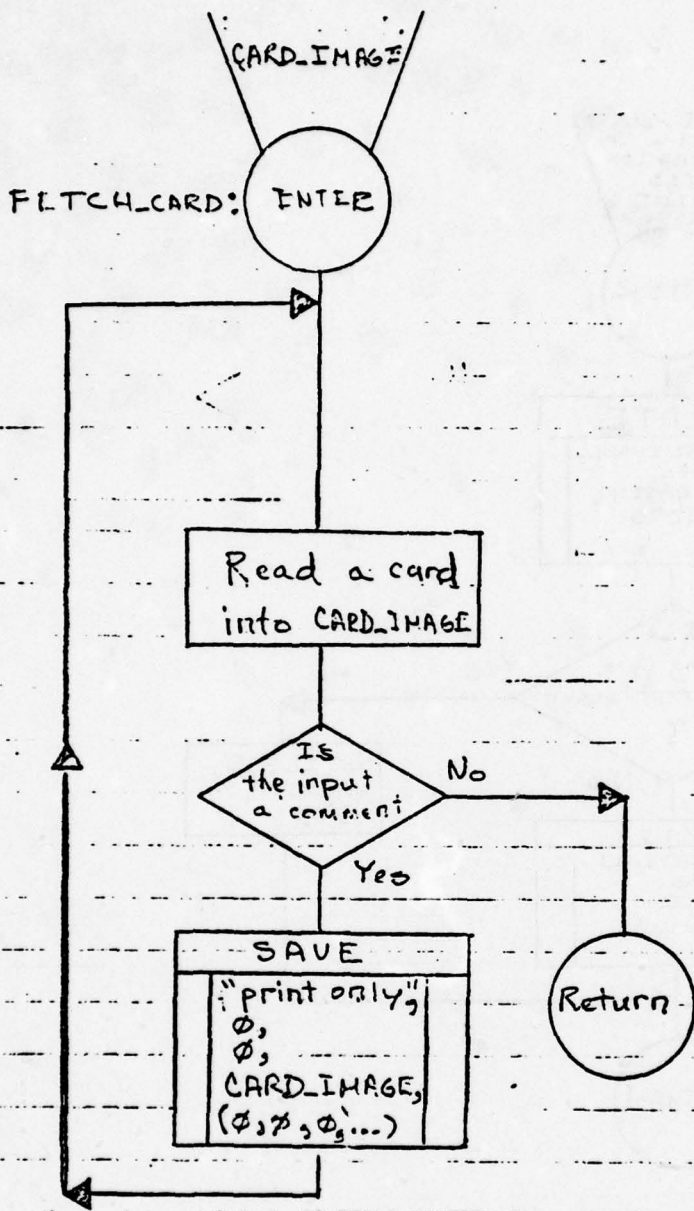 CARD_IMAGE
FETCH_CARD:
ENTER
Read a card
into CARD_IMAGE
Is
the input
a comment
No
Yes
SAVE
"print only",
Ø,
Ø,
CARD_IMAGE,
(Ø, Ø, Ø, ...)
Return